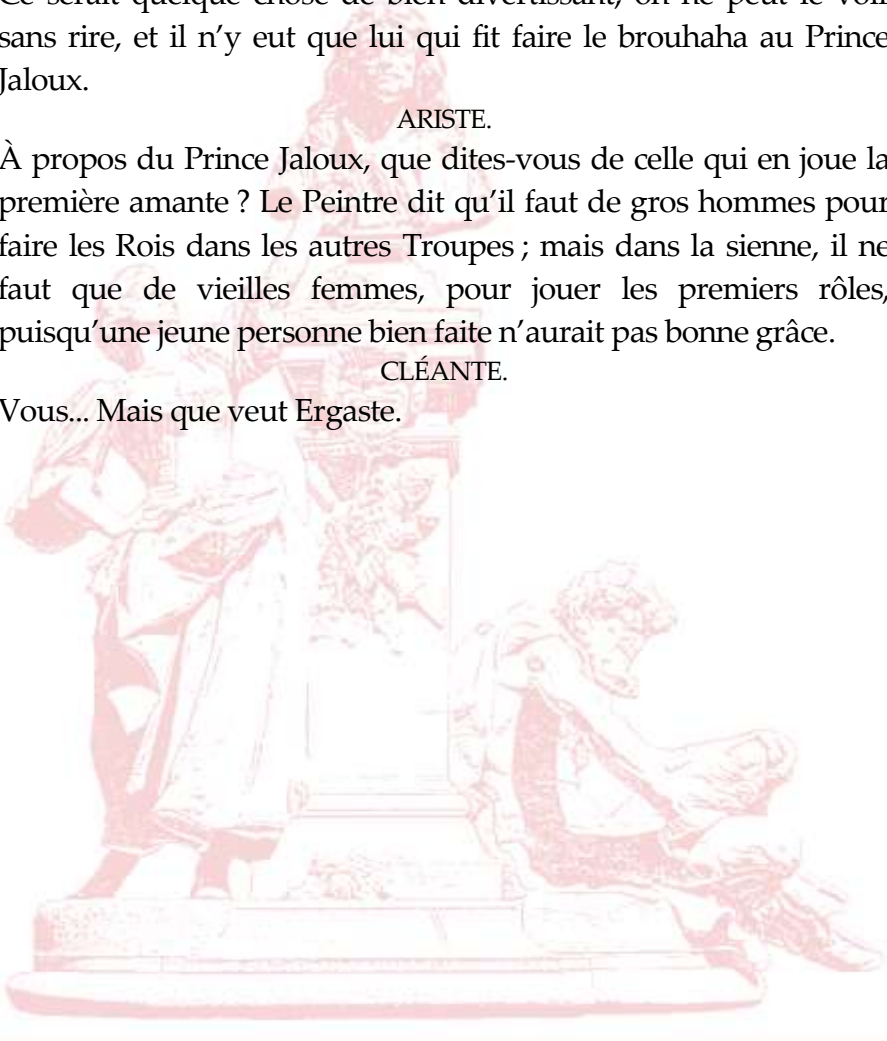 Ce serait quelque chose de bien divertissant, on ne peut le voir
sans rire, et il n’y eut que lui qui fit faire le brouhaha au Prince
Jaloux.
ARISTE.
À propos du Prince Jaloux, que dites-vous de celle qui en joue la
première amante ? Le Peintre dit qu’il faut de gros hommes pour
faire les Rois dans les autres Troupes ; mais dans la sienne, il ne
faut que de vieilles femmes, pour jouer les premiers rôles,
puisqu’une jeune personne bien faite n’aurait pas bonne grâce.
CLÉANTE.
Vous... Mais que veut Ergaste.